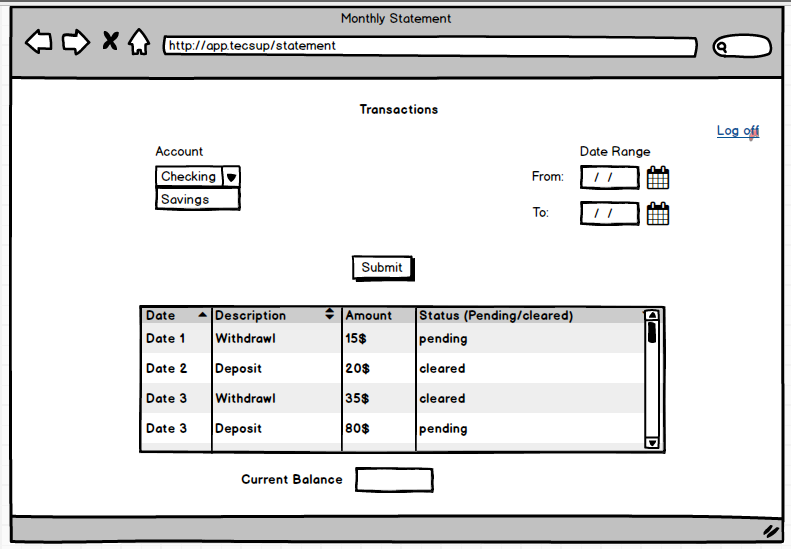 Monthly Statement
http://app.tecsup/statement
Transactions
Log off
Account
Date Range
Checking
From: / /
Savings
To: / /
Submit
Date Description Amount Status (Pending/cleared)
Date 1 Withdrawl 15$ pending
Date 2 Deposit 20$ cleared
Date 3 Withdrawl 35$ cleared
Date 3 Deposit 80$ pending
Current Balance